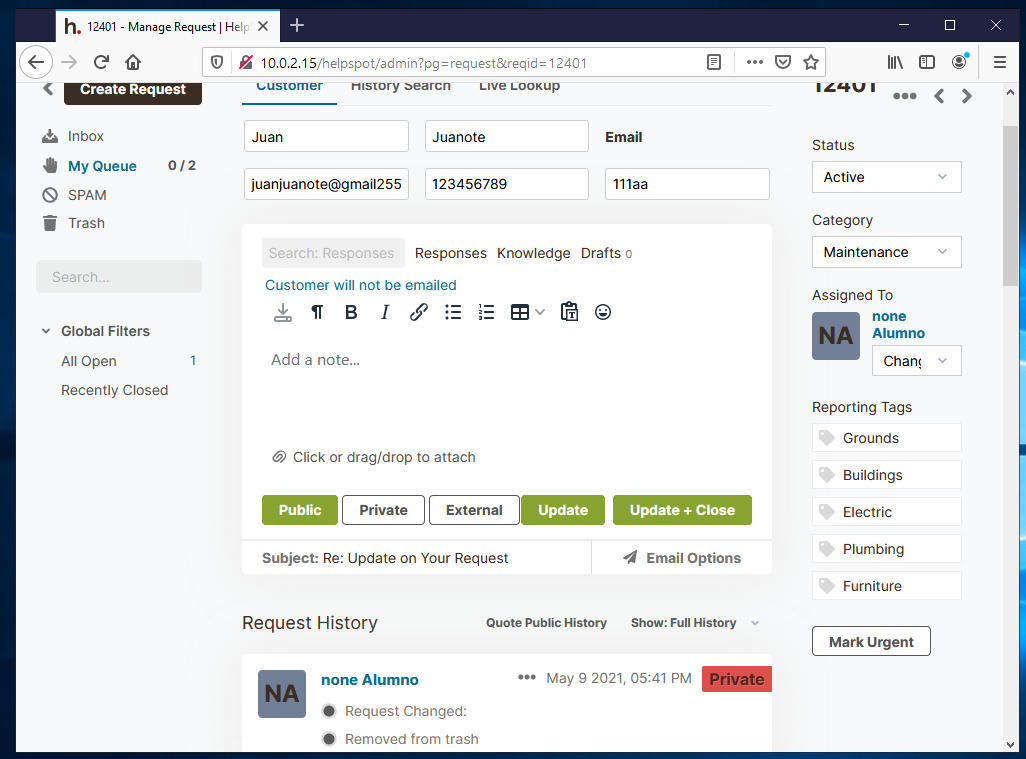 h. 12401 - Manage Request | Help
10.0.2.15/helpspot/admin?pg=request&reqid=12401
Create Request
Inbox
My Queue 0 / 2
SPAM
Trash
Search...
Global Filters
All Open 1
Recently Closed
Customer History Search Live Lookup
Juan Juanote Email
juanjuanote@gmail255 123456789 111aa
Search: Responses Responses Knowledge Drafts 0
Customer will not be emailed
B I
Add a note...
Click or drag/drop to attach
Public Private External Update Update + Close
Subject: Re: Update on Your Request Email Options
Request History Quote Public History Show: Full History
NA none Alumno May 9 2021, 05:41 PM Private
Request Changed:
Removed from trash
12401
Status
Active
Category
Maintenance
Assigned To
NA none
Alumno
Chang
Reporting Tags
Grounds
Buildings
Electric
Plumbing
Furniture
Mark Urgent